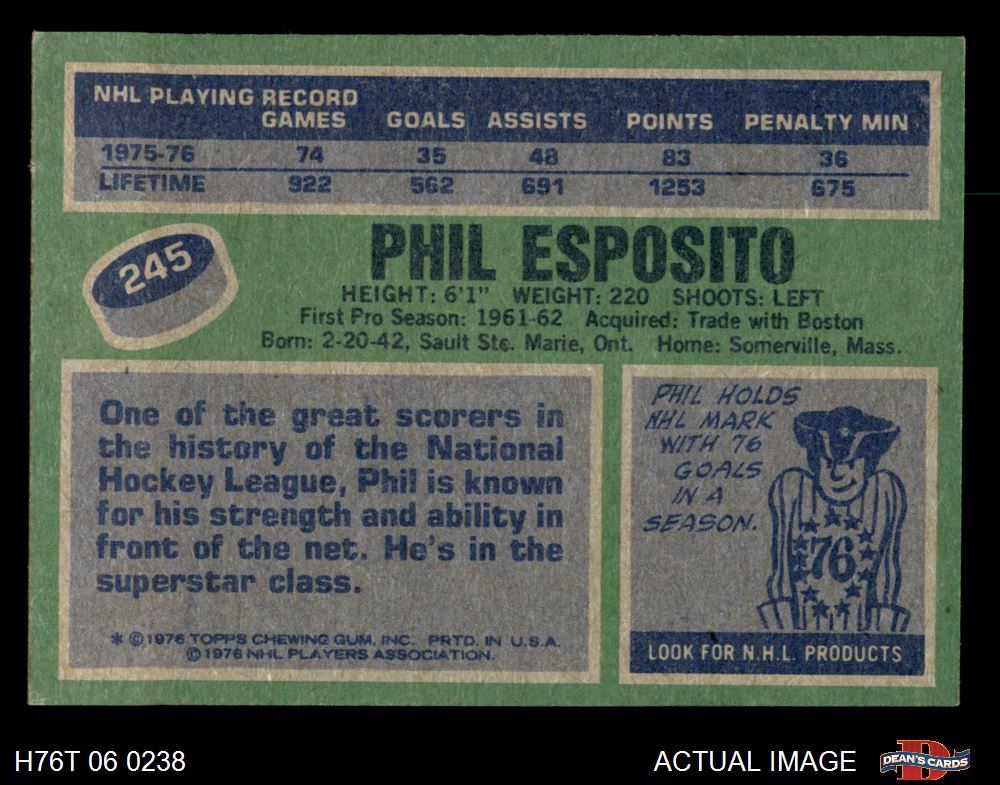 NHL PLAYING RECORD
GAMES GOALS ASSISTS POINTS PENALTY MIN
1975-76 74 35 48 83 36
LIFETIME 922 562 691 1253 675
245
PHIL ESPOSITO
HEIGHT: 6'1" WEIGHT: 220 SHOOTS: LEFT
First Pro Season: 1961-62 Acquired: Trade with Boston
Born: 2-20-42, Sault Ste. Marie, Ont. Home: Somerville, Mass.
One of the great scorers in
the history of the National
Hockey League, Phil is known
for his strength and ability in
front of the net. He's in the
superstar class.
* ©1976 TOPPS CHEWING GUM, INC. PRTD. IN U.S.A.
©1976 NHL PLAYERS ASSOCIATION.
PHIL HOLDS
NHL MARK
WITH 76
GOALS
IN A
SEASON.
76
LOOK FOR N.H.L. PRODUCTS
H76T 06 0238
ACTUAL IMAGE
D
DEAN'S CARDS